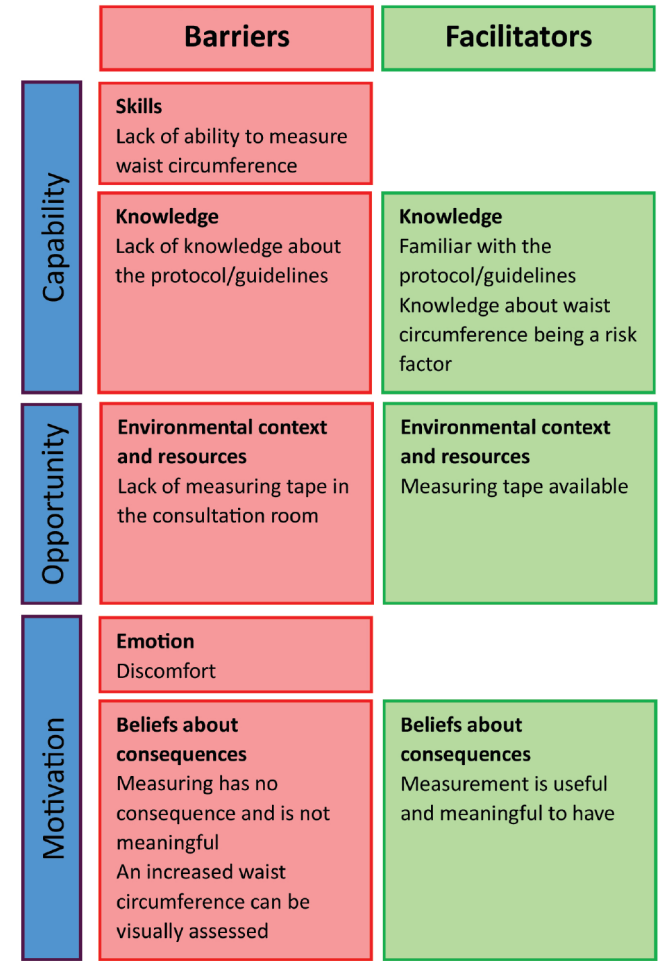 Barriers
Facilitators
Capability
Skills
Lack of ability to measure
waist circumference
Knowledge
Lack of knowledge about
the protocol/guidelines
Knowledge
Familiar with the
protocol/guidelines
Knowledge about waist
circumference being a risk
factor
Opportunity
Environmental context
and resources
Lack of measuring tape in
the consultation room
Environmental context
and resources
Measuring tape available
Motivation
Emotion
Discomfort
Beliefs about
consequences
Measuring has no
consequence and is not
meaningful
An increased waist
circumference can be
visually assessed
Beliefs about
consequences
Measurement is useful
and meaningful to have